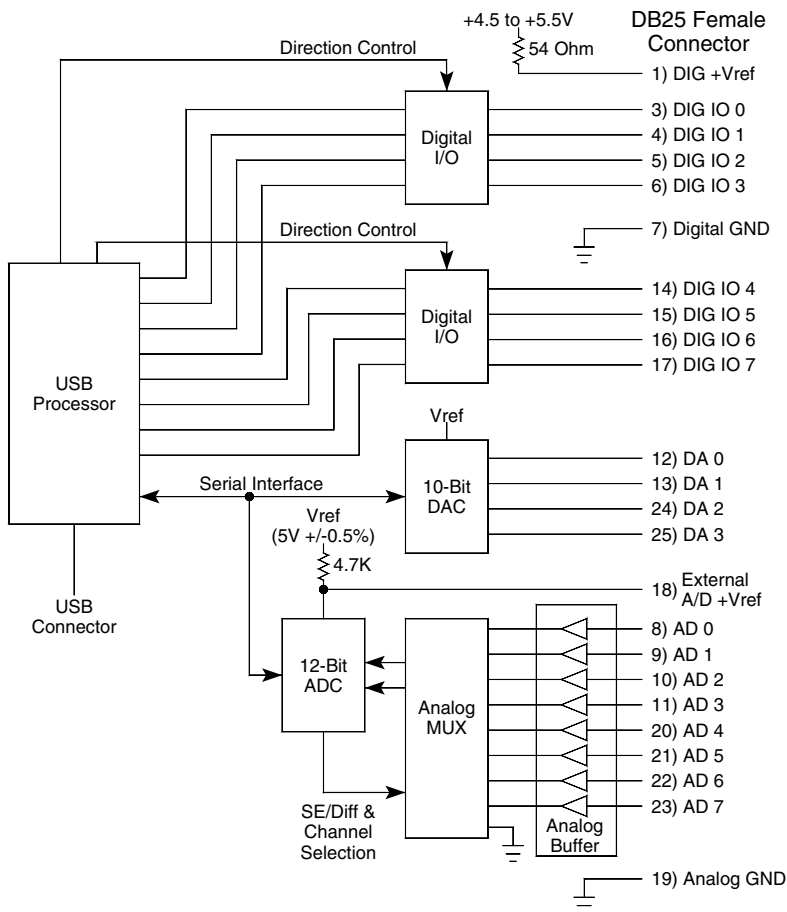 +4.5 to +5.5V
DB25 Female
Connector
54 Ohm
Direction Control
1) DIG +Vref
Digital
I/O
3) DIG IO 0
4) DIG IO 1
5) DIG IO 2
6) DIG IO 3
Direction Control
7) Digital GND
Digital
I/O
14) DIG IO 4
15) DIG IO 5
16) DIG IO 6
17) DIG IO 7
USB
Processor
Vref
10-Bit
DAC
12) DA 0
13) DA 1
24) DA 2
25) DA 3
Serial Interface
Vref
(5V +/-0.5%)
4.7K
18) External
A/D +Vref
USB
Connector
12-Bit
ADC
Analog
MUX
8) AD 0
9) AD 1
10) AD 2
11) AD 3
20) AD 4
21) AD 5
22) AD 6
23) AD 7
SE/Diff &
Channel
Selection
Analog
Buffer
19) Analog GND